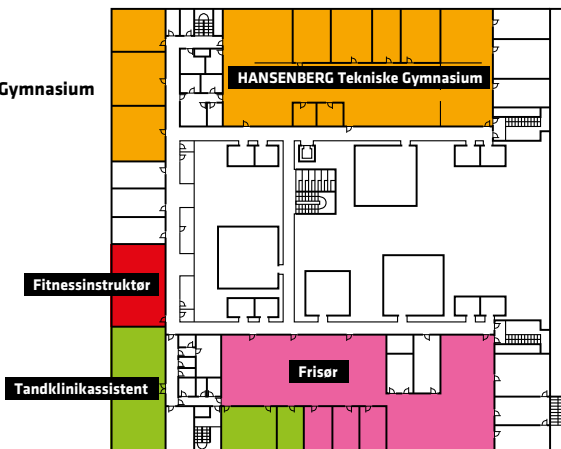 HANSENBERG Tekniske Gymnasium
Gymnasium
Fitnessinstruktør
Frisør
Tandklinikassistent